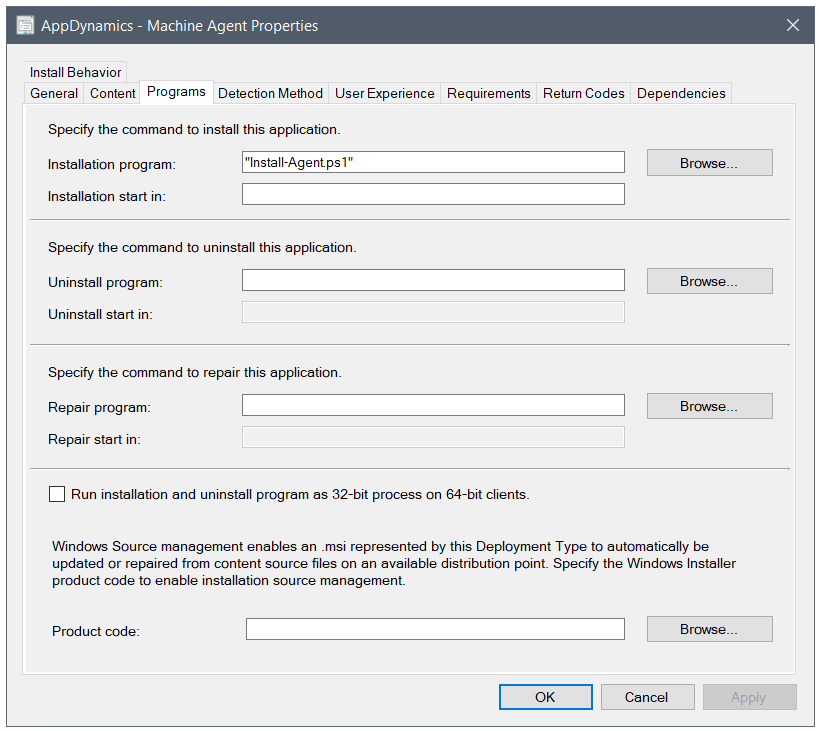 AppDynamics - Machine Agent Properties
Install Behavior
General Content Programs Detection Method User Experience Requirements Return Codes Dependencies
Specify the command to install this application.
Installation program: "Install-Agent.ps1" Browse...
Installation start in:
Specify the command to uninstall this application.
Uninstall program: Browse...
Uninstall start in:
Specify the command to repair this application.
Repair program: Browse...
Repair start in:
Run installation and uninstall program as 32-bit process on 64-bit clients.
Windows Source management enables an .msi represented by this Deployment Type to automatically be
updated or repaired from content source files on an available distribution point. Specify the Windows Installer
product code to enable installation source management.
Product code: Browse...
OK Cancel Apply